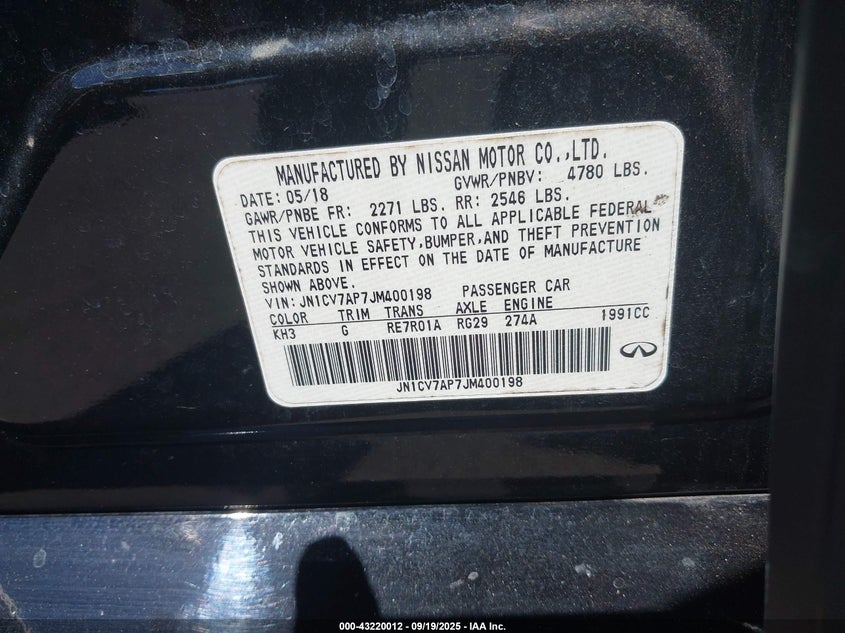 MANUFACTURED BY NISSAN MOTOR CO.,LTD.
DATE: 05/18 GVWR/PNBV: 4780 LBS.
GAWR/PNBE FR: 2271 LBS. RR: 2546 LBS.
THIS VEHICLE CONFORMS TO ALL APPLICABLE FEDERAL
MOTOR VEHICLE SAFETY,BUMPER,AND THEFT PREVENTION
STANDARDS IN EFFECT ON THE DATE OF MANUFACTURE
SHOWN ABOVE.
VIN: JN1CV7AP7JM400198 PASSENGER CAR
COLOR TRIM TRANS AXLE ENGINE
KH3 G RE7R01A RG29 274A 1991CC
JN1CV7AP7JM400198
000-43220012 - 09/19/2025 - IAA Inc.